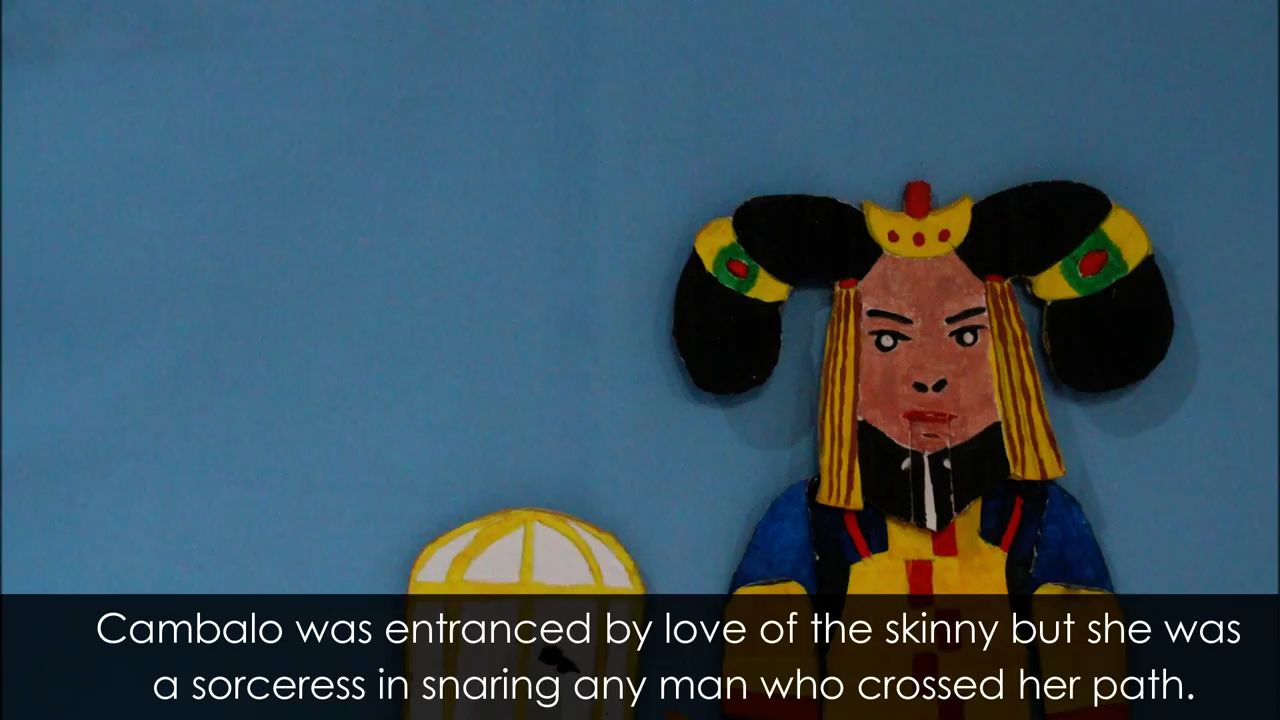 Cambalo was entranced by love of the skinny but she was
a sorceress in snaring any man who crossed her path.